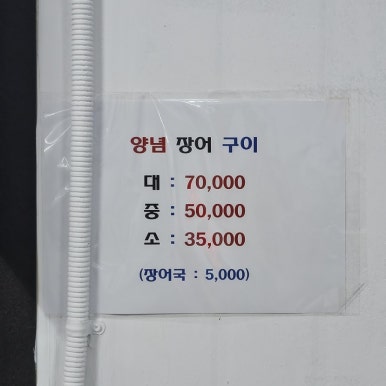 양념 장어 구이
대 : 70,000
중 : 50,000
소 : 35,000
(장어국 : 5,000)